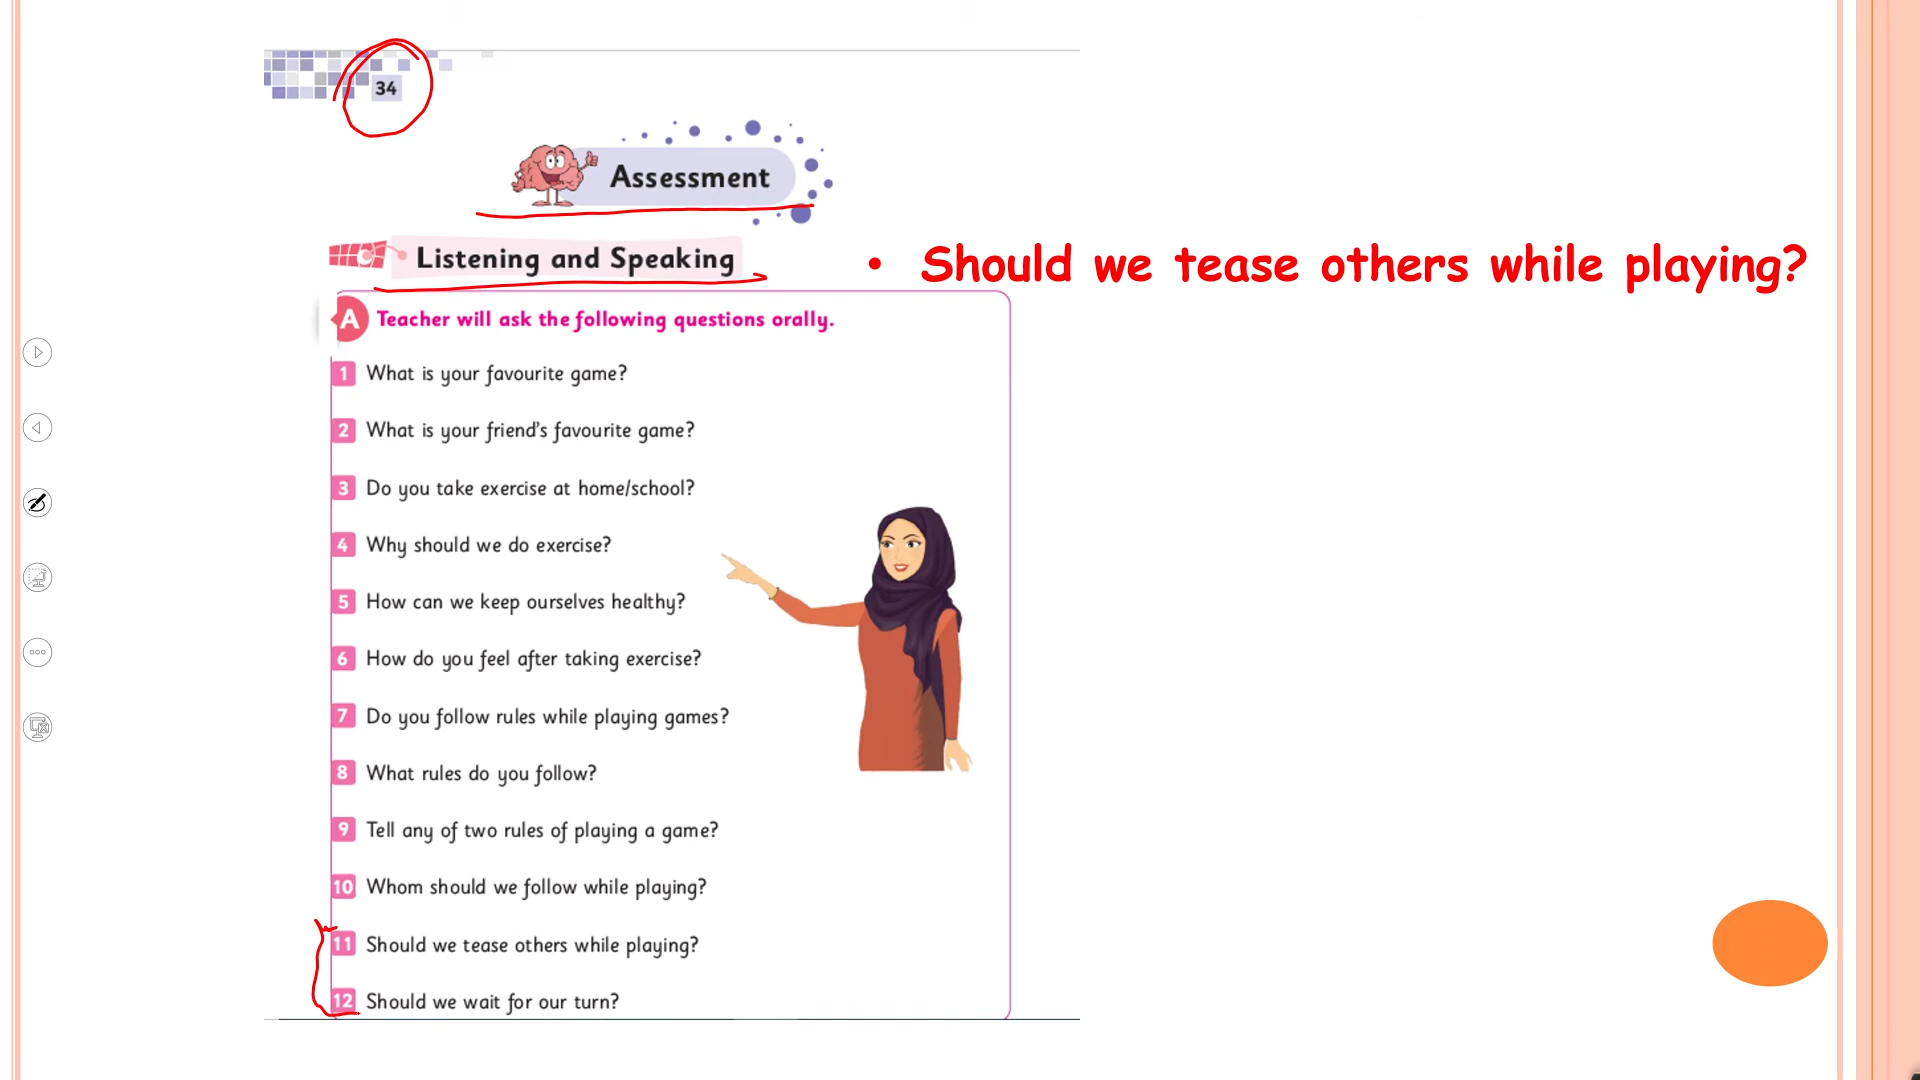 34
Assessment
Listening and Speaking
• Should we tease others while playing?
A Teacher will ask the following questions orally.
1 What is your favourite game?
2 What is your friend's favourite game?
3 Do you take exercise at home/school?
4 Why should we do exercise?
5 How can we keep ourselves healthy?
6 How do you feel after taking exercise?
7 Do you follow rules while playing games?
8 What rules do you follow?
9 Tell any of two rules of playing a game?
10 Whom should we follow while playing?
11 Should we tease others while playing?
12 Should we wait for our turn?